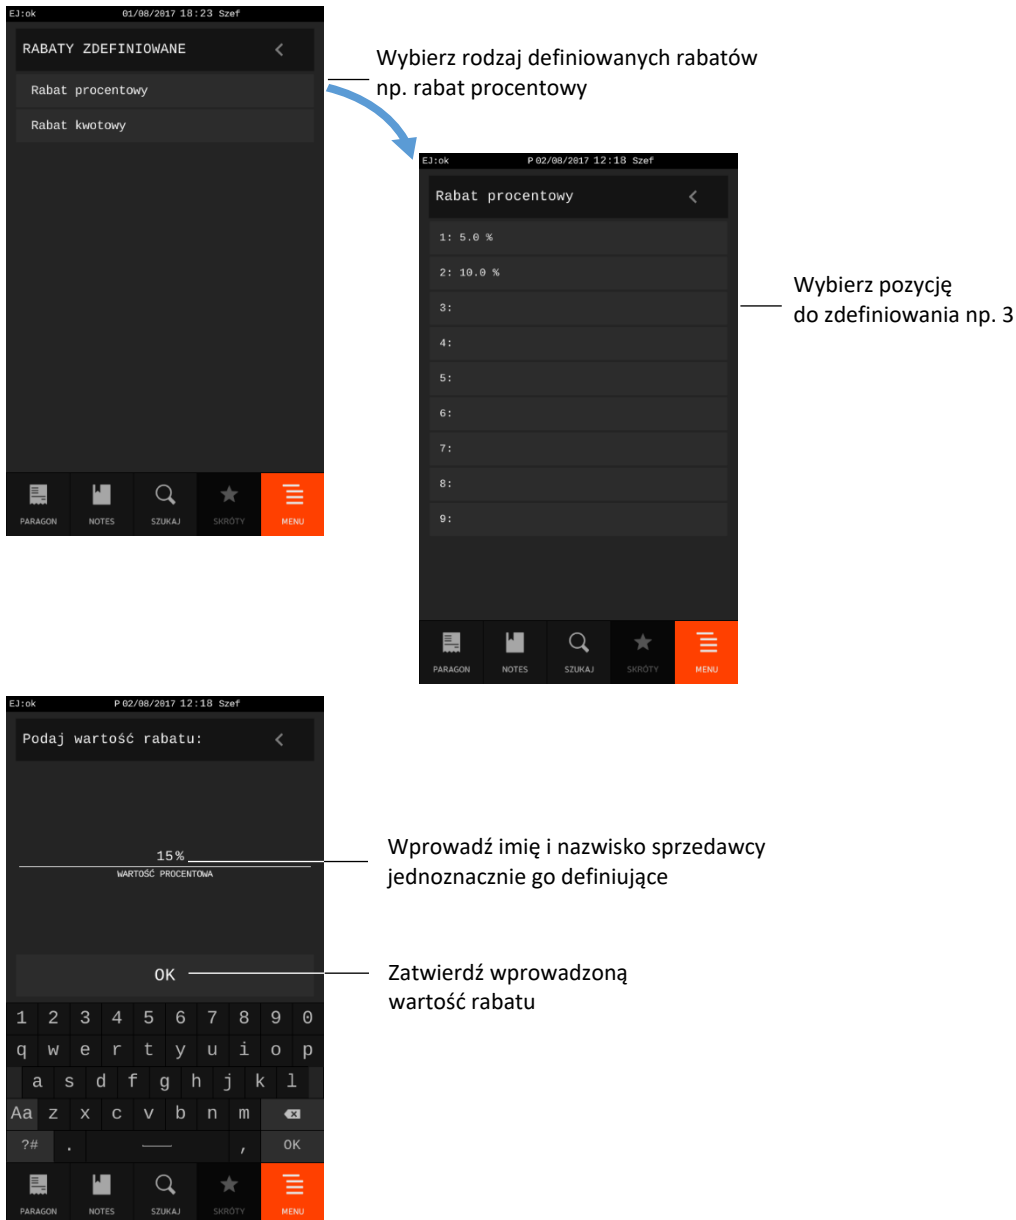 EJ:ok 01/08/2017 18:23 Szef
RABATY ZDEFINIOWANE <
Rabat procentowy
Rabat kwotowy
PARAGON NOTES SZUKAJ SKRÓTY MENU
Wybierz rodzaj definiowanych rabatów
np. rabat procentowy
EJ:ok P 02/08/2017 12:18 Szef
Rabat procentowy <
1: 5.0 %
2: 10.0 %
3:
4:
5:
6:
7:
8:
9:
PARAGON NOTES SZUKAJ SKRÓTY MENU
Wybierz pozycję
do zdefiniowania np. 3
EJ:ok P 02/08/2017 12:18 Szef
Podaj wartość rabatu: <
15%
WARTOŚĆ PROCENTOWA
OK
1 2 3 4 5 6 7 8 9 0
q w e r t y u i o p
a s d f g h j k l
Aa z x c v b n m
?# . , OK
PARAGON NOTES SZUKAJ SKRÓTY MENU
Wprowadź imię i nazwisko sprzedawcy
jednoznacznie go definiujące
Zatwierdź wprowadzoną
wartość rabatu